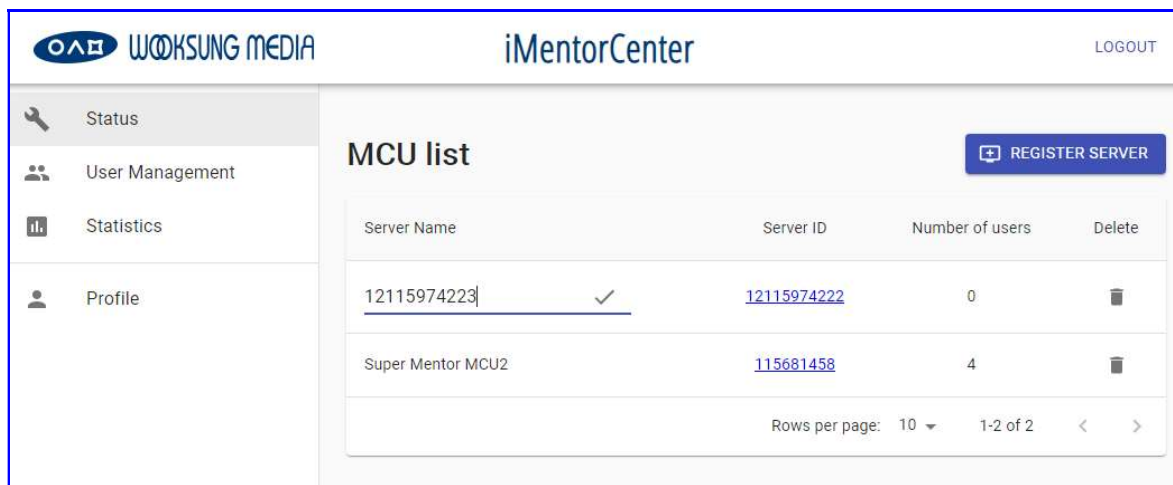 OΛㅁ WOOKSUNG MEDIA
iMentorCenter
LOGOUT
Status
User Management
Statistics
Profile
MCU list
REGISTER SERVER
Server Name Server ID Number of users Delete
12115974223 12115974222 0
Super Mentor MCU2 115681458 4
Rows per page: 10 1-2 of 2